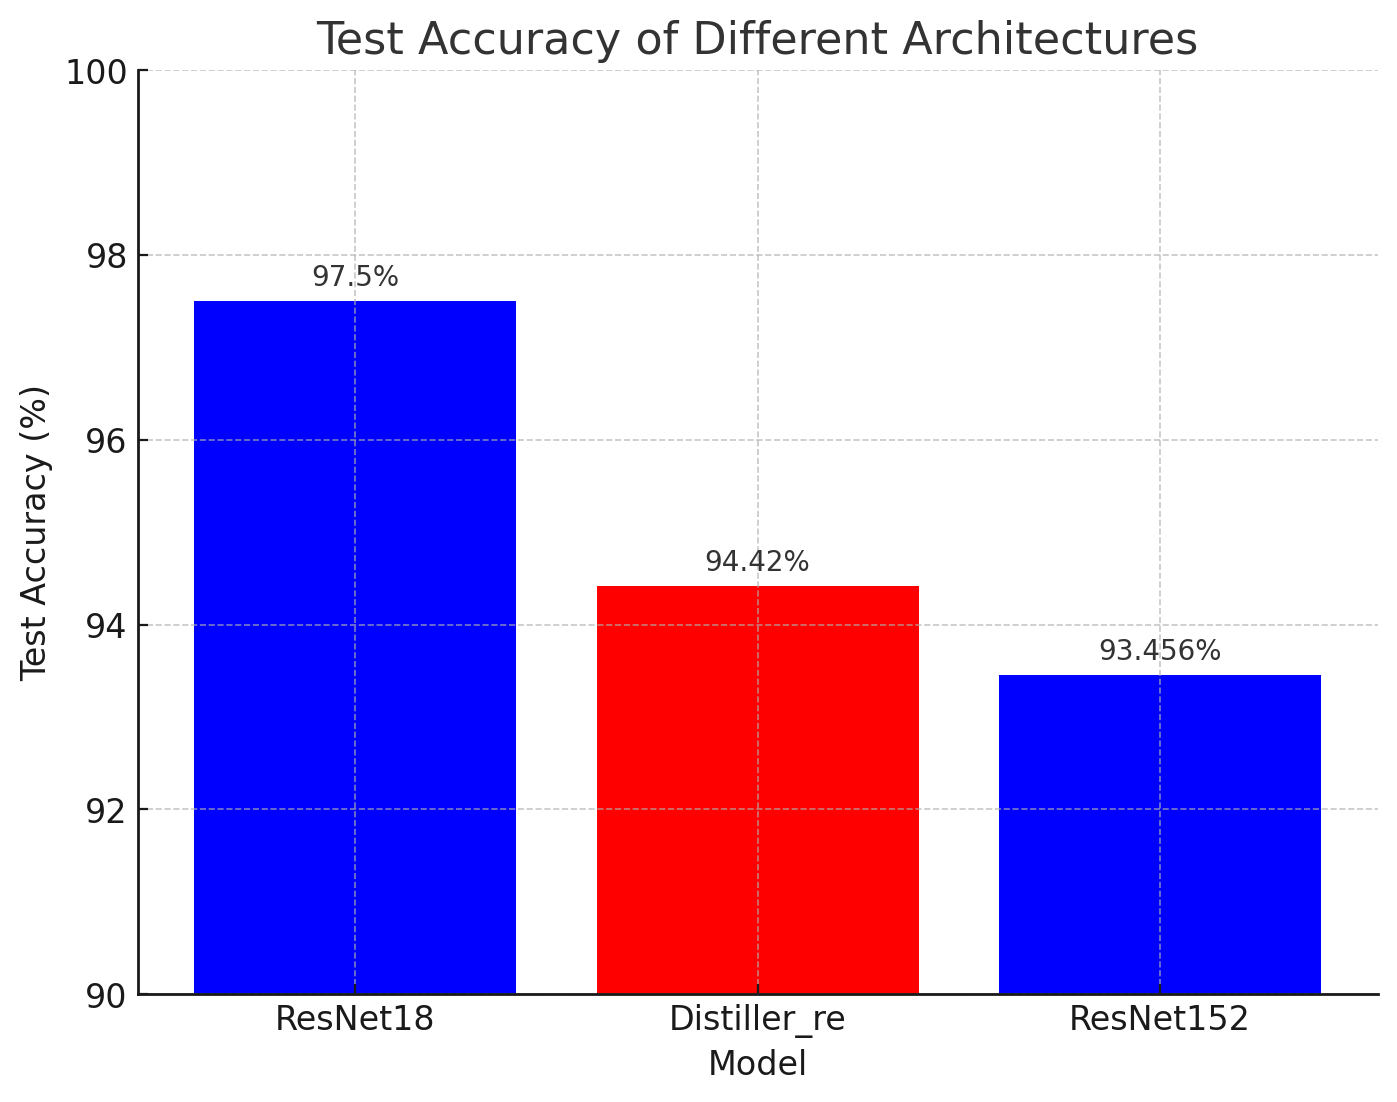 Test Accuracy of Different Architectures
100
98
96
94
92
90
Test Accuracy (%)
97.5%
94.42%
93.456%
ResNet18 Distiller_re ResNet152
Model